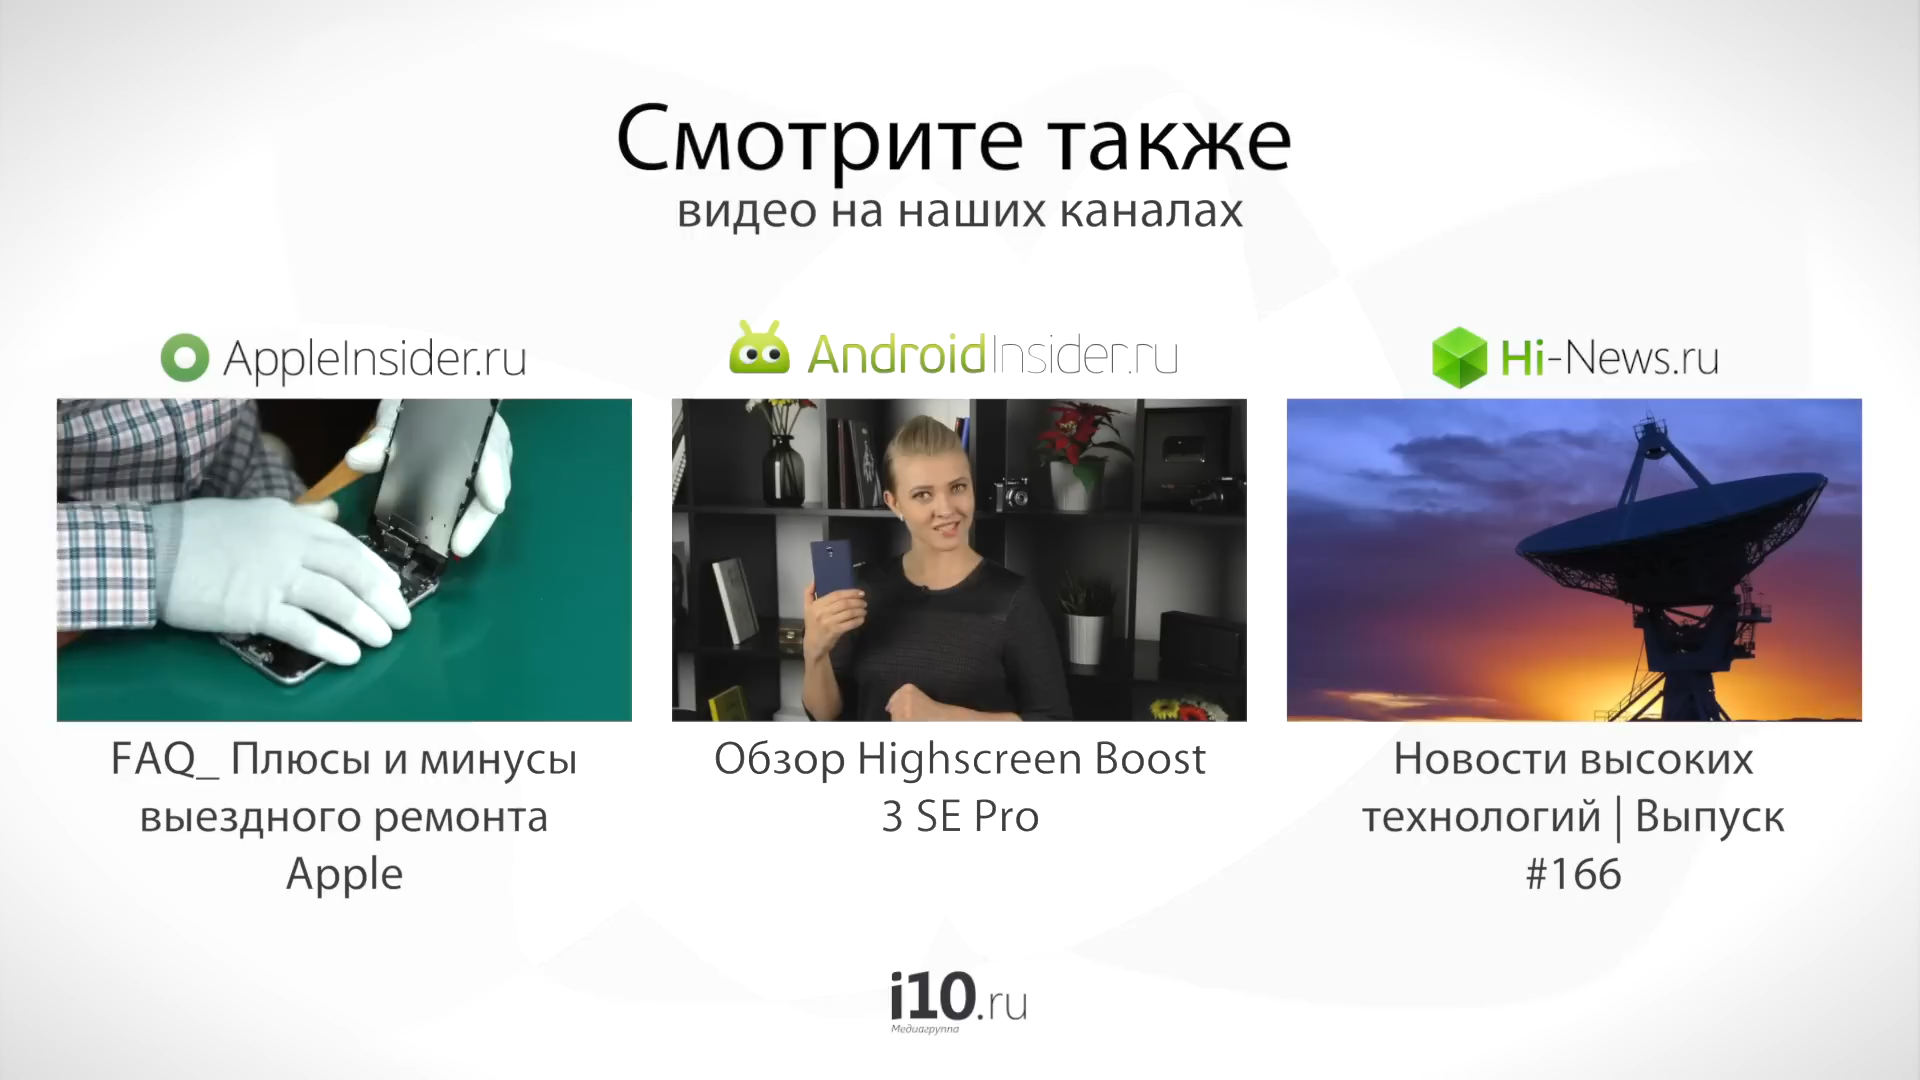 Смотрите также
видео на наших каналах
AppleInsider.ru
AndroidInsider.ru
Hi-News.ru
FAQ_ Плюсы и минусы
выездного ремонта
Apple
Обзор Highscreen Boost
3 SE Pro
Новости высоких
технологий | Выпуск
#166
i10.ru
Медиагруппа